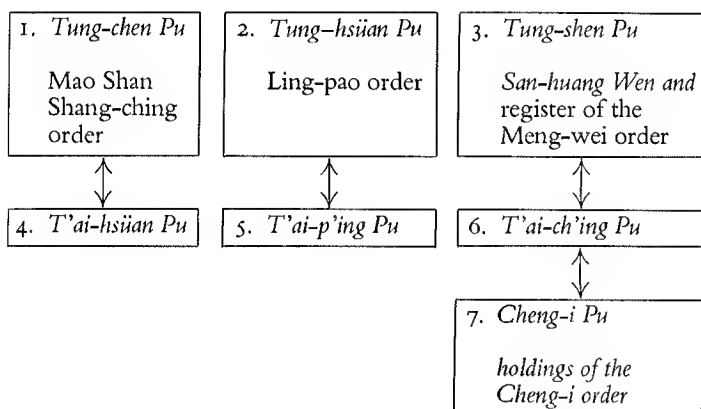 1. Tung-chen Pu
Mao Shan
Shang-ching
order
2. Tung-hsüan Pu
Ling-pao order
3. Tung-shen Pu
San-huang Wen and
register of the
Meng-wei order
4. T'ai-hsüan Pu
5. T'ai-p'ing Pu
6. T'ai-ch'ing Pu
7. Cheng-i Pu
holdings of the
Cheng-i order